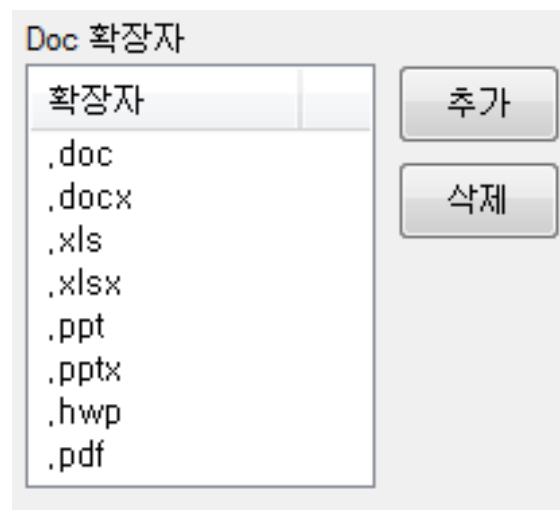 Doc 확장자
확장자
추가
.doc
.docx
삭제
.xls
.xlsx
.ppt
.pptx
.hwp
.pdf